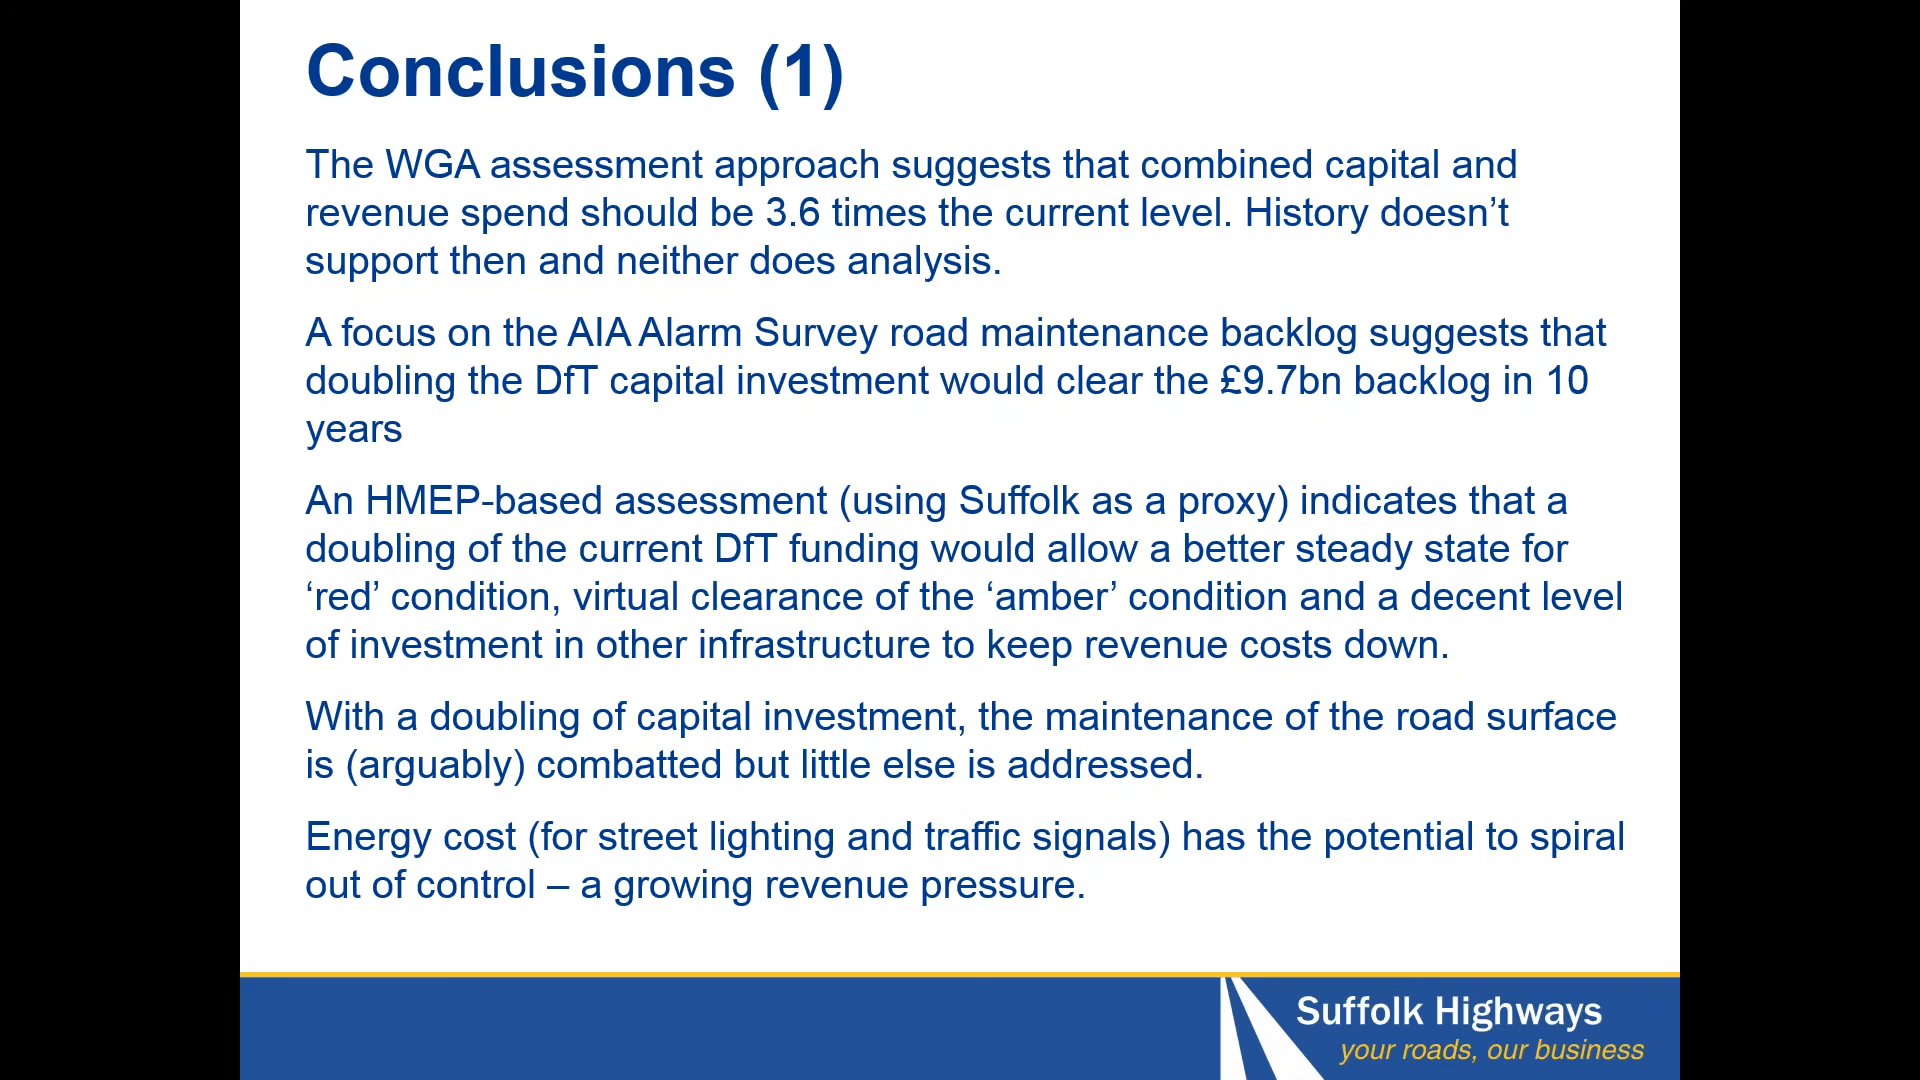 Conclusions (1)
The WGA assessment approach suggests that combined capital and
revenue spend should be 3.6 times the current level. History doesn’t
support then and neither does analysis.
A focus on the AIA Alarm Survey road maintenance backlog suggests that
doubling the DfT capital investment would clear the £9.7bn backlog in 10
years
An HMEP-based assessment (using Suffolk as a proxy) indicates that a
doubling of the current DfT funding would allow a better steady state for
‘red’ condition, virtual clearance of the ‘amber’ condition and a decent level
of investment in other infrastructure to keep revenue costs down.
With a doubling of capital investment, the maintenance of the road surface
is (arguably) combatted but little else is addressed.
Energy cost (for street lighting and traffic signals) has the potential to spiral
out of control – a growing revenue pressure.
Suffolk Highways
your roads, our business